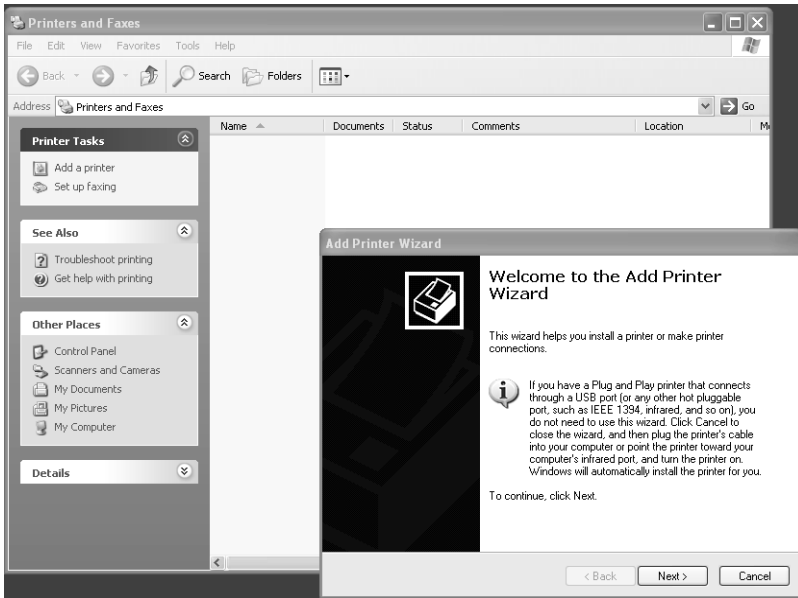 Printers and Faxes
File Edit View Favorites Tools Help
Back Search Folders
Address Printers and Faxes Go
Name Documents Status Comments Location M
Printer Tasks
Add a printer
Set up faxing
See Also
Troubleshoot printing
Get help with printing
Other Places
Control Panel
Scanners and Cameras
My Documents
My Pictures
My Computer
Details
Add Printer Wizard
Welcome to the Add Printer
Wizard
This wizard helps you install a printer or make printer
connections.
If you have a Plug and Play printer that connects
through a USB port (or any other hot pluggable
port, such as IEEE 1394, infrared, and so on), you
do not need to use this wizard. Click Cancel to
close the wizard, and then plug the printer's cable
into your computer or point the printer toward your
computer's infrared port, and turn the printer on.
Windows will automatically install the printer for you.
To continue, click Next.
< Back Next > Cancel